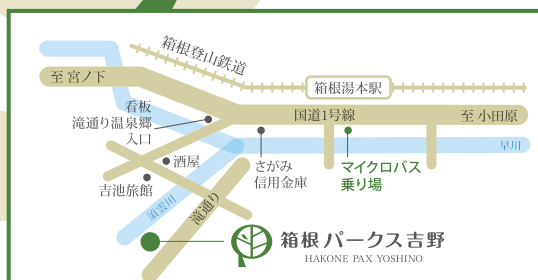 箱根登山鉄道
至 宮ノ下
箱根湯本駅
看板
滝通り温泉郷
入口
国道1号線
至 小田原
早川
酒屋
さがみ
信用金庫
マイクロバス
乗り場
吉池旅館
須雲川
滝通り
箱根パークス吉野
HAKONE PAX YOSHINO